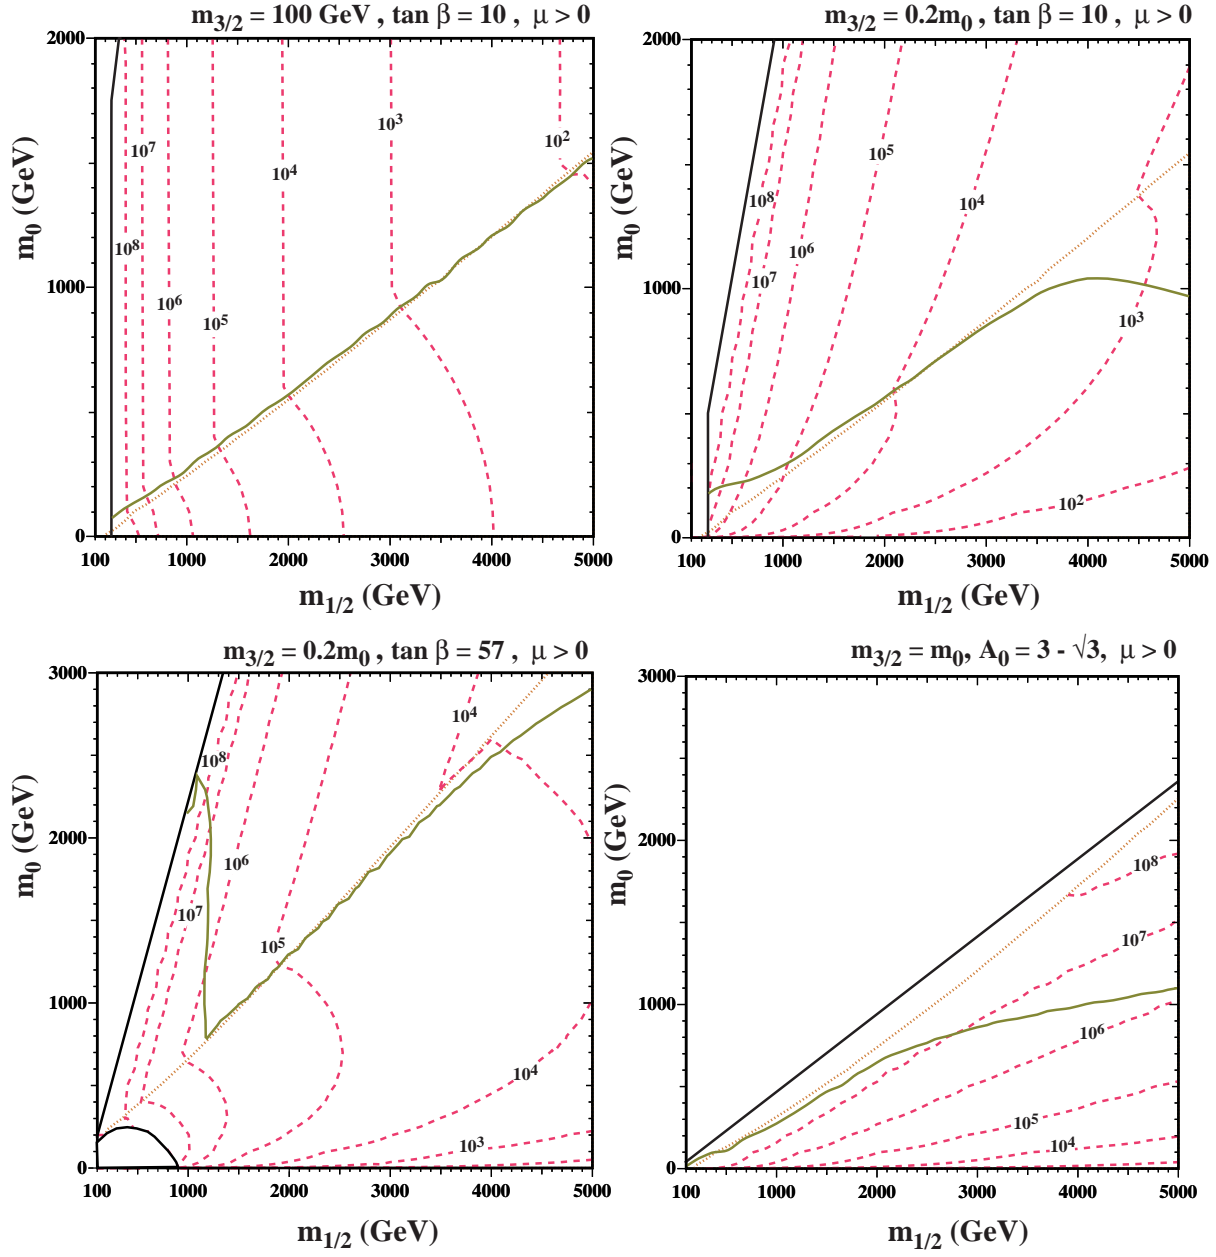 m3/2 = 100 GeV , tan β = 10 , μ > 0
2000
1000
0
m0 (GeV)
10^8
10^7
10^6
10^5
10^4
10^3
10^2
100 1000 2000 3000 4000 5000
m1/2 (GeV)
m3/2 = 0.2m0 , tan β = 10 , μ > 0
2000
1000
0
m0 (GeV)
10^8
10^7
10^6
10^5
10^4
10^3
10^2
100 1000 2000 3000 4000 5000
m1/2 (GeV)
m3/2 = 0.2m0 , tan β = 57 , μ > 0
3000
2000
1000
0
m0 (GeV)
10^8
10^7
10^6
10^5
10^4
10^4
10^3
100 1000 2000 3000 4000 5000
m1/2 (GeV)
m3/2 = m0, A0 = 3 - √3, μ > 0
3000
2000
1000
0
m0 (GeV)
10^8
10^7
10^6
10^5
10^4
100 1000 2000 3000 4000 5000
m1/2 (GeV)